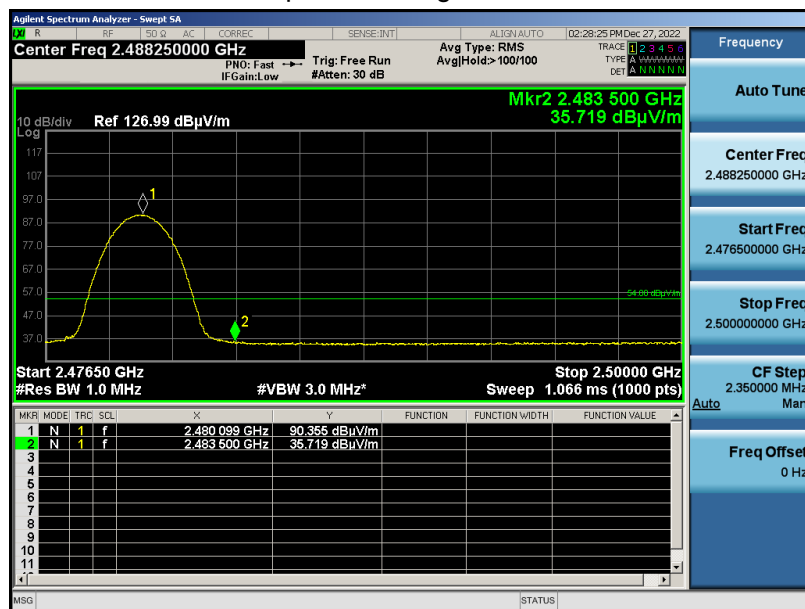 Agilent Spectrum Analyzer - Swept SA
LXI R RF 50 Ω AC CORREC SENSE:INT ALIGNAUTO 02:28:25 PM Dec 27, 2022
Center Freq 2.488250000 GHz
PNO: Fast
IFGain:Low
Trig: Free Run
#Atten: 30 dB
Avg Type: RMS
Avg|Hold:>100/100
TRACE 1 2 3 4 5 6
TYPE A
DET A N N N N N
Mkr2 2.483 500 GHz
35.719 dBµV/m
10 dB/div Ref 126.99 dBµV/m
Log
117
107
97.0
87.0
77.0
67.0
57.0
47.0
37.0
1
2
54.00 dBµV/m
Start 2.47650 GHz Stop 2.50000 GHz
#Res BW 1.0 MHz #VBW 3.0 MHz* Sweep 1.066 ms (1000 pts)
MKR MODE TRC SCL X Y FUNCTION FUNCTION WIDTH FUNCTION VALUE
1 N 1 f 2.480 099 GHz 90.355 dBµV/m
2 N 1 f 2.483 500 GHz 35.719 dBµV/m
3
4
5
6
7
8
9
10
11
MSG STATUS
Frequency
Auto Tune
Center Freq
2.488250000 GHz
Start Freq
2.476500000 GHz
Stop Freq
2.500000000 GHz
CF Step
2.350000 MHz
Auto Man
Freq Offset
0 Hz